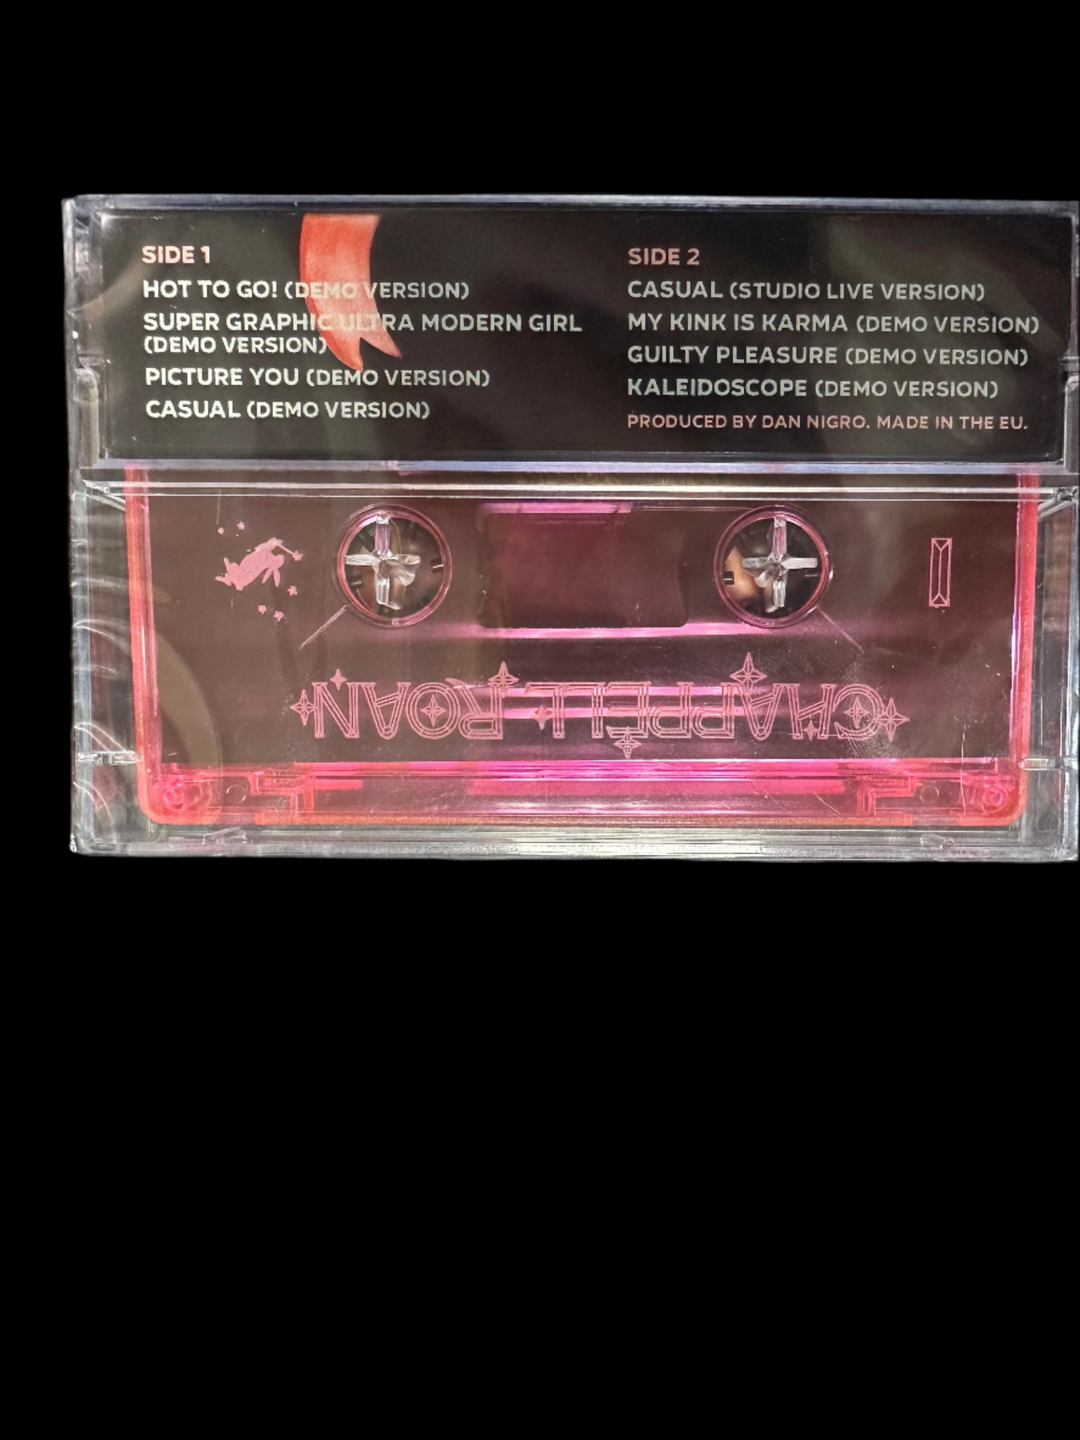 SIDE 1
HOT TO GO! (DEMO VERSION)
SUPER GRAPHIC ULTRA MODERN GIRL
(DEMO VERSION)
PICTURE YOU (DEMO VERSION)
CASUAL (DEMO VERSION)
SIDE 2
CASUAL (STUDIO LIVE VERSION)
MY KINK IS KARMA (DEMO VERSION)
GUILTY PLEASURE (DEMO VERSION)
KALEIDOSCOPE (DEMO VERSION)
PRODUCED BY DAN NIGRO. MADE IN THE EU.
1
CHAPPELL ROAN